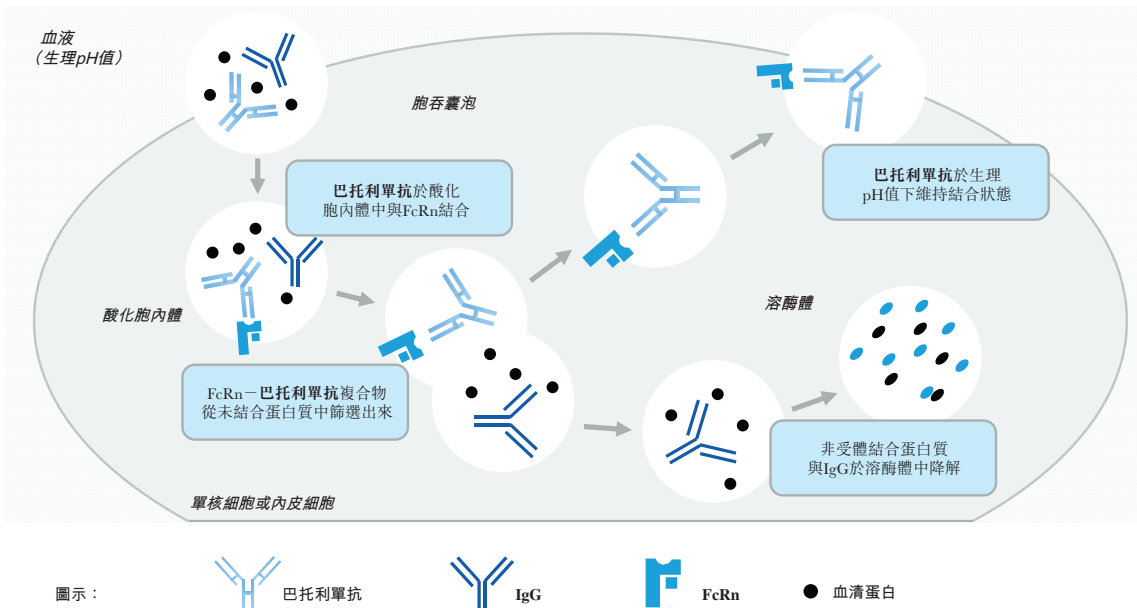 血液
(生理pH值)
胞吞囊泡
巴托利單抗於酸化
胞內體中與FcRn結合
巴托利單抗於生理
pH值下維持結合狀態
酸化胞內體
溶酶體
FcRn－巴托利單抗複合物
從未結合蛋白質中篩選出來
非受體結合蛋白質
與IgG於溶酶體中降解
單核細胞或內皮細胞
圖示：
巴托利單抗
IgG
FcRn
血清蛋白